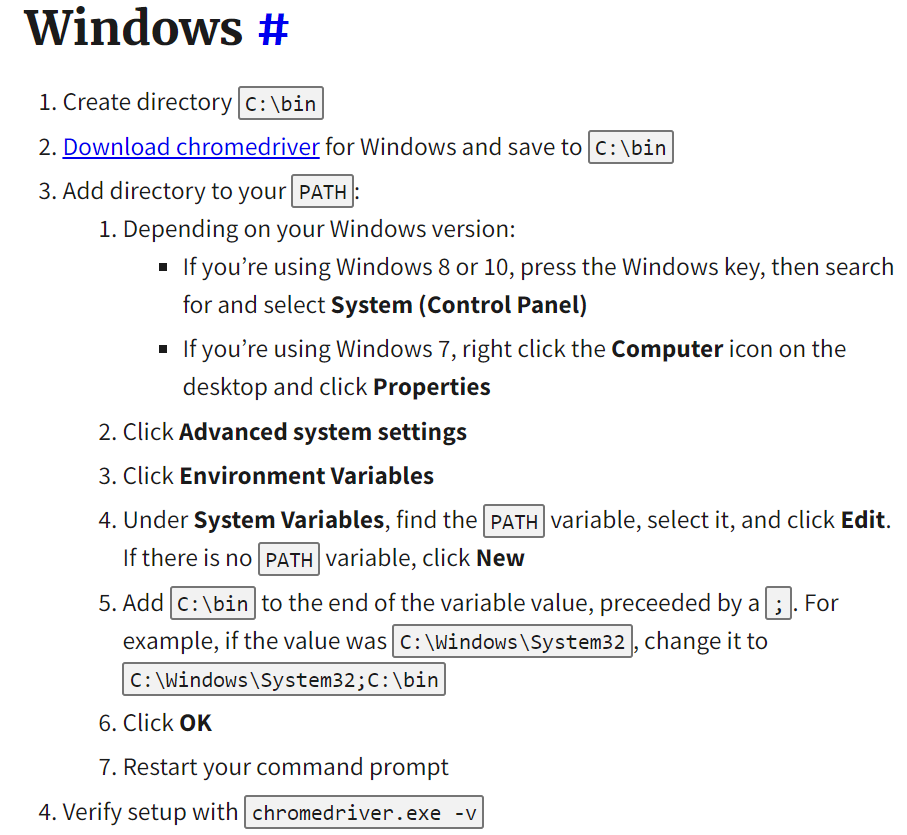 Windows #
1. Create directory C:\bin
2. Download chromedriver for Windows and save to C:\bin
3. Add directory to your PATH:
1. Depending on your Windows version:
▪ If you’re using Windows 8 or 10, press the Windows key, then search
for and select System (Control Panel)
▪ If you’re using Windows 7, right click the Computer icon on the
desktop and click Properties
2. Click Advanced system settings
3. Click Environment Variables
4. Under System Variables, find the PATH variable, select it, and click Edit.
If there is no PATH variable, click New
5. Add C:\bin to the end of the variable value, preceeded by a ;. For
example, if the value was C:\Windows\System32, change it to
C:\Windows\System32;C:\bin
6. Click OK
7. Restart your command prompt
4. Verify setup with chromedriver.exe -v